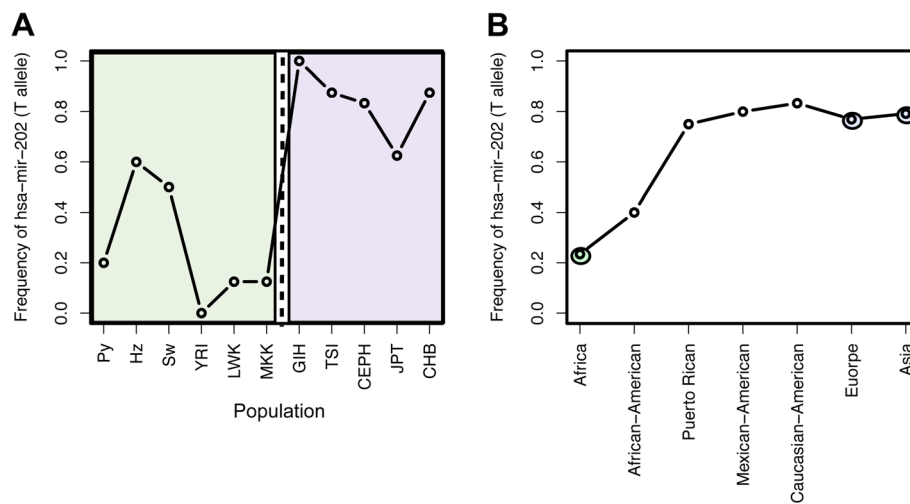 A
Frequency of hsa-mir-202 (T allele)
0.0
0.2
0.4
0.6
0.8
1.0
Py
Hz
Sw
YRI
LWK
MKK
GIH
TSI
CEPH
JPT
CHB
Population
B
Frequency of hsa-mir-202 (T allele)
0.0
0.2
0.4
0.6
0.8
1.0
Africa
African-American
Puerto Rican
Mexican-American
Caucasian-American
Euorpe
Asia